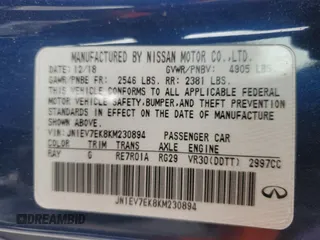 MANUFACTURED BY NISSAN MOTOR CO.,LTD.
12/18 GVWR/PNBV: 4905 LBS.
GAWR/PNBE FR: 2546 LBS. RR: 2381 LBS.
THIS VEHICLE CONFORMS TO ALL APPLICABLE FEDERAL
MOTOR VEHICLE SAFETY, BUMPER, AND THEFT PREVENTION
STANDARDS IN EFFECT ON THE DATE OF MANUFACTURE
SHOWN ABOVE.
VIN:JN1EV7EK8KM230894 PASSENGER CAR
COLOR TRIM TRANS AXLE ENGINE
RAY G RE7R01A RG29 VR30(DDTT) 2997CC
JN1EV7EK8KM230894
INFINITI
DREAMBID